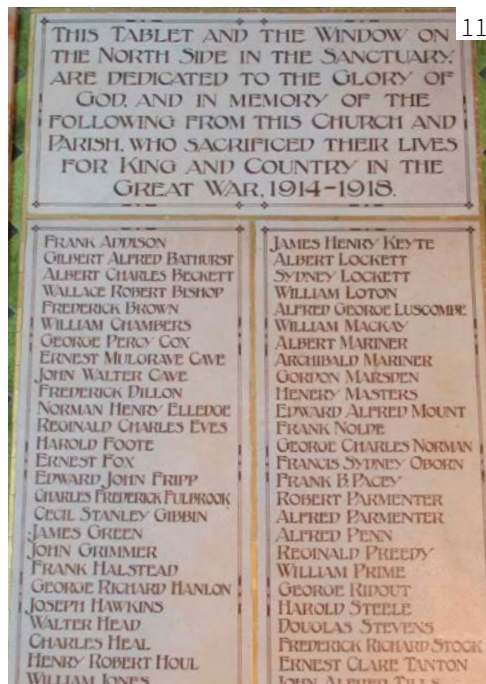 11
THIS TABLET AND THE WINDOW ON
THE NORTH SIDE IN THE SANCTUARY,
ARE DEDICATED TO THE GLORY OF
GOD, AND IN MEMORY OF THE
FOLLOWING FROM THIS CHURCH AND
PARISH, WHO SACRIFICED THEIR LIVES
FOR KING AND COUNTRY IN THE
GREAT WAR, 1914-1918.
FRANK ADDISON
GILBERT ALFRED BATHURST
ALBERT CHARLES BECKETT
WALLACE ROBERT BISHOP
FREDERICK BROWN
WILLIAM CHAMBERS
GEORGE PERCY COX
ERNEST MULGRAVE CAVE
JOHN WALTER CAVE
FREDERICK DILLON
NORMAN HENRY ELLEDGE
REGINALD CHARLES EVES
HAROLD FOOTE
ERNEST FOX
EDWARD JOHN FRIPP
CHARLES FREDERICK FULBROOK
CECIL STANLEY GIBBIN
JAMES GREEN
JOHN GRIMMER
FRANK HALSTEAD
GEORGE RICHARD HANLON
JOSEPH HAWKINS
WALTER HEAD
CHARLES HEAL
HENRY ROBERT HOUL
WILLIAM JONES
JAMES HENRY KEYTE
ALBERT LOCKETT
SYDNEY LOCKETT
WILLIAM LOTON
ALFRED GEORGE LUSCOMBE
WILLIAM MACKAY
ALBERT MARINER
ARCHIBALD MARINER
GORDON MARSDEN
HENERY MASTERS
EDWARD ALFRED MOUNT
FRANK NOLDE
GEORGE CHARLES NORMAN
FRANCIS SYDNEY OBORN
FRANK B. PACEY
ROBERT PARMENTER
ALFRED PARMENTER
ALFRED PENN
REGINALD PREEDY
WILLIAM PRIME
GEORGE RIDOUT
HAROLD STEELE
DOUGLAS STEVENS
FREDERICK RICHARD STOCK
ERNEST CLARE TANTON
JOHN ALFRED TILLS